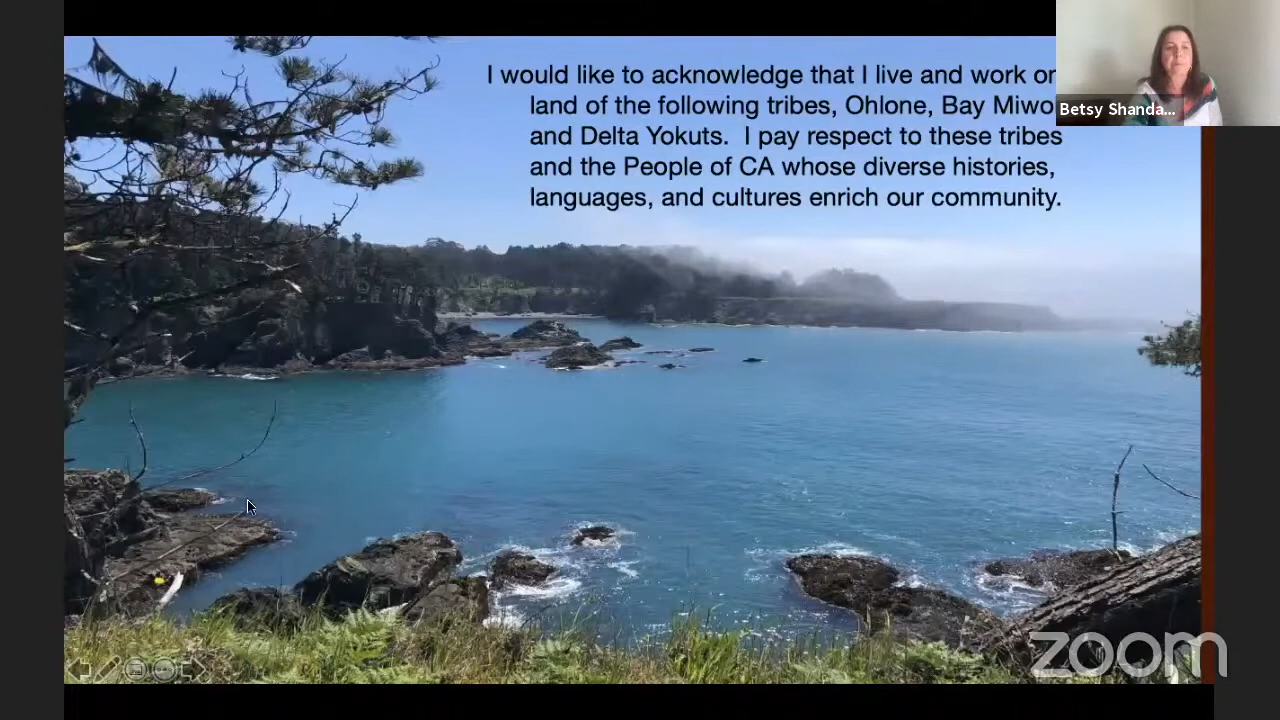 I would like to acknowledge that I live and work
land of the following tribes, Ohlone, Bay
and Delta Yokuts.  I pay respect to these tribes
and the People of CA whose diverse histories,
languages, and cultures enrich our community.
Betsy Shanda...
zoom